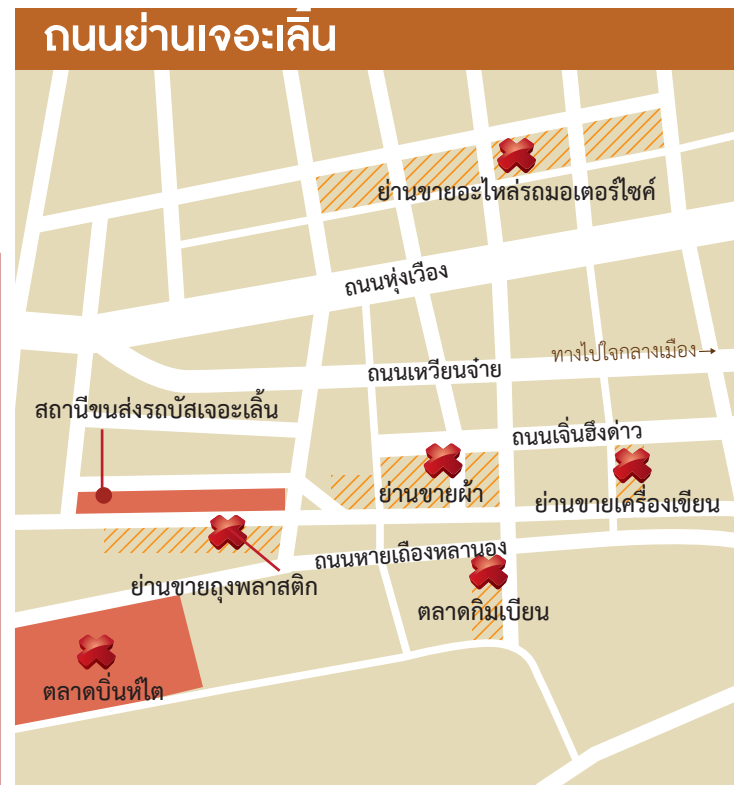 ถนนย่านเจอะเลิ้น
ย่านขายอะไหล่รถมอเตอร์ไซค์
ถนนหุ่งเวือง
ทางไปใจกลางเมือง→
ถนนเหวียนจ๋าย
สถานีขนส่งรถบัสเจอะเลิ้น
ถนนเจิ่นฮึงด่าว
ย่านขายผ้า
ย่านขายเครื่องเขียน
ถนนหายเถืองหลานอง
ย่านขายถุงพลาสติก
ตลาดกิมเบียน
ตลาดบิ่นห์ไต